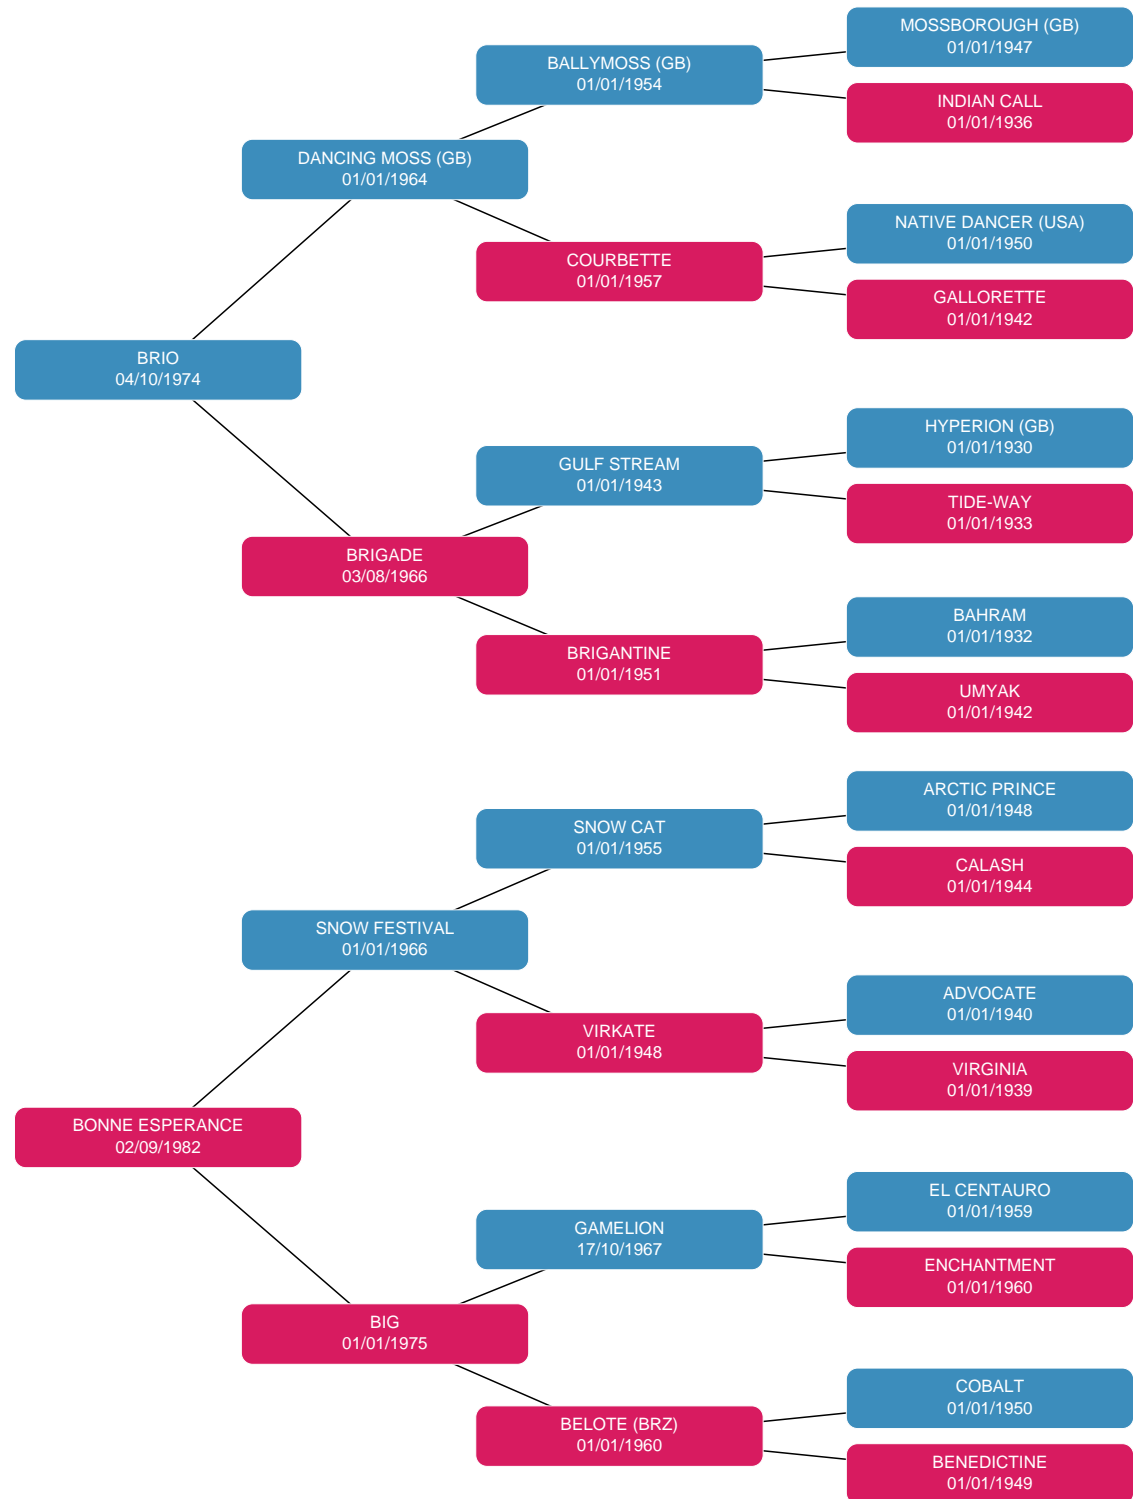 MOSSBOROUGH (GB)
01/01/1947
BALLYMOSS (GB)
01/01/1954
INDIAN CALL
01/01/1936
DANCING MOSS (GB)
01/01/1964
NATIVE DANCER (USA)
01/01/1950
COURBETTE
01/01/1957
GALLORETTE
01/01/1942
BRIO
04/10/1974
HYPERION (GB)
01/01/1930
GULF STREAM
01/01/1943
TIDE-WAY
01/01/1933
BRIGADE
03/08/1966
BAHRAM
01/01/1932
BRIGANTINE
01/01/1951
UMYAK
01/01/1942
ARCTIC PRINCE
01/01/1948
SNOW CAT
01/01/1955
CALASH
01/01/1944
SNOW FESTIVAL
01/01/1966
ADVOCATE
01/01/1940
VIRKATE
01/01/1948
VIRGINIA
01/01/1939
BONNE ESPERANCE
02/09/1982
EL CENTAURO
01/01/1959
GAMELION
17/10/1967
ENCHANTMENT
01/01/1960
BIG
01/01/1975
COBALT
01/01/1950
BELOTE (BRZ)
01/01/1960
BENEDICTINE
01/01/1949